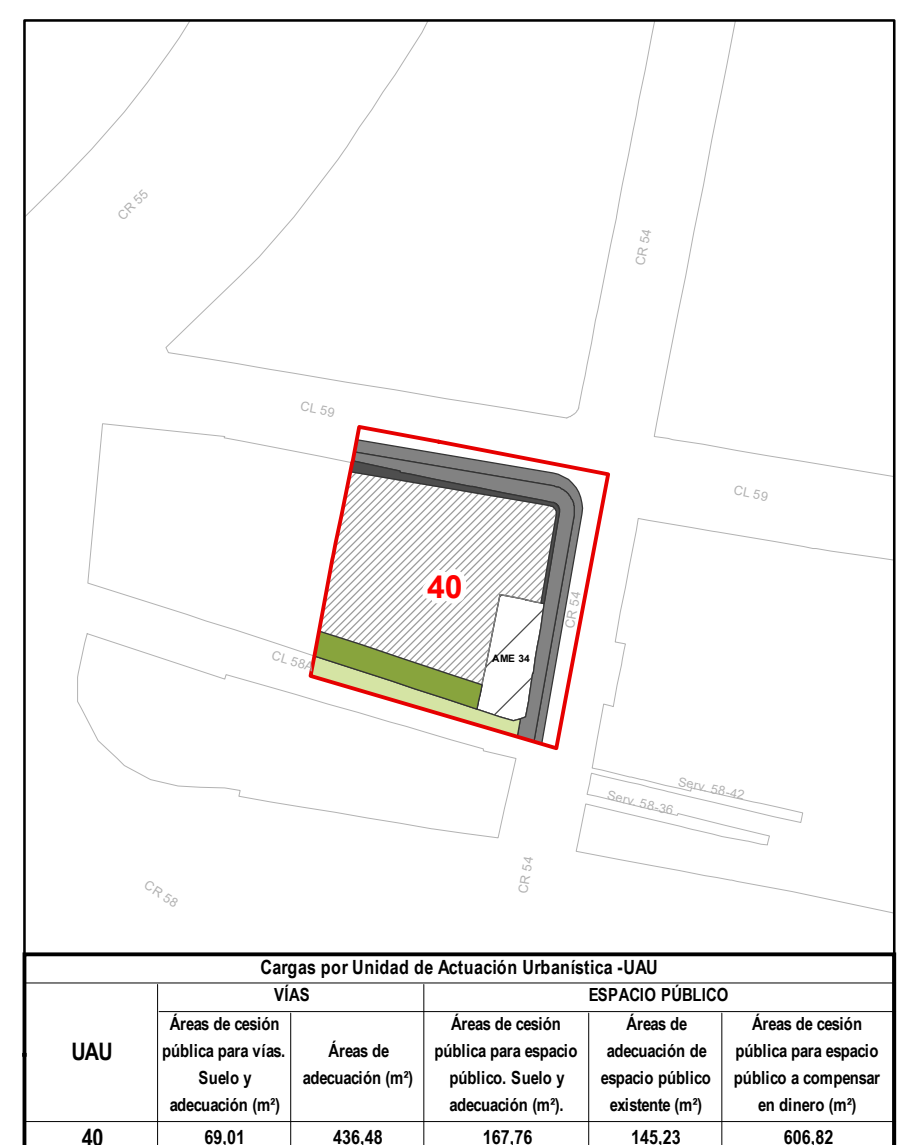 CR 55
CR 54
CL 59
CL 59
40
CR 54
AME 34
CL 58A
Serv. 58-42
Serv. 58-36
CR 54
CR 58
Cargas por Unidad de Actuación Urbanística -UAU
VÍAS
ESPACIO PÚBLICO
UAU
Áreas de cesión
pública para vías.
Suelo y
adecuación (m²)
Áreas de
adecuación (m²)
Áreas de cesión
pública para espacio
público. Suelo y
adecuación (m²).
Áreas de
adecuación de
espacio público
existente (m²)
Áreas de cesión
pública para espacio
público a compensar
en dinero (m²)
40
69,01
436,48
167,76
145,23
606,82